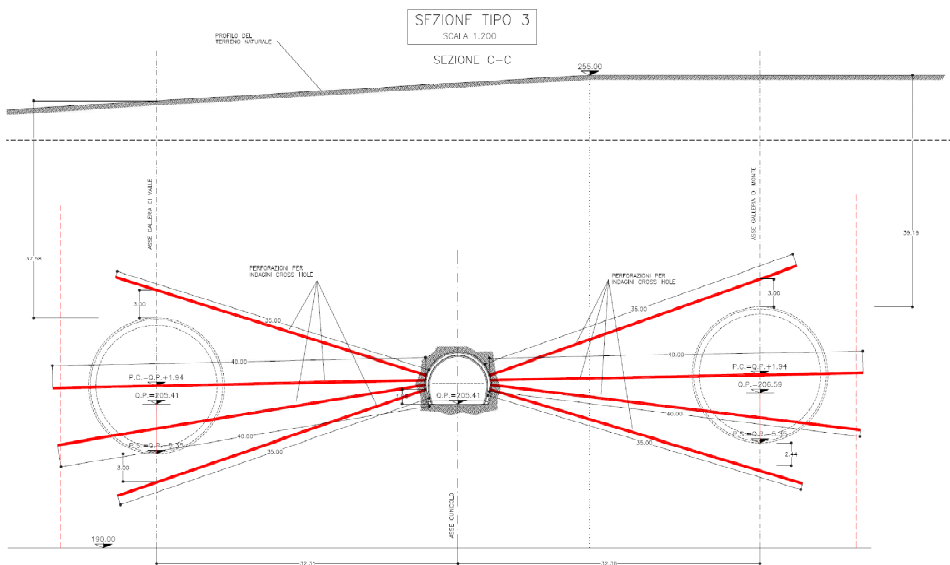 SEZIONE TIPO 3
SCALA 1:200
SEZIONE C-C
PROFILO DEL
TERRENO NATURALE
255.00
ASSE GALLERIA DI VALLE
ASSE GALLERIA DI MONTE
39.19
PERFORAZIONI PER
INDAGINI CROSS HOLE
PERFORAZIONI PER
INDAGINI CROSS HOLE
3.00
3.00
35.00
35.00
40.00
40.00
P.C.=Q.P.+1.94
P.C.=Q.P.+1.94
Q.P.=205.41
Q.P.=205.41
Q.P.=206.59
40.00
40.00
35.00
35.00
3.00
2.44
ASSE CUNICOLO
190.00